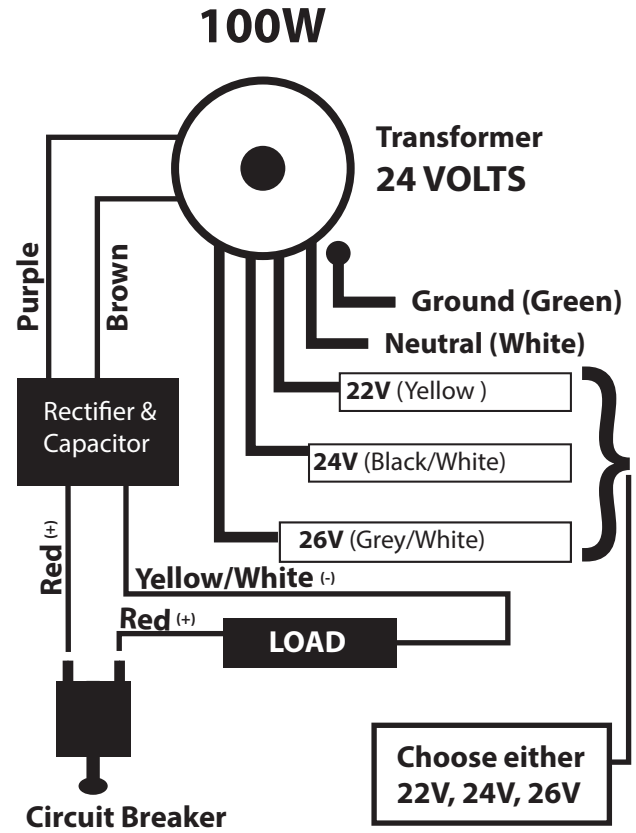 100W
Transformer
24 VOLTS
Purple
Brown
Ground (Green)
Neutral (White)
22V (Yellow )
Rectifier &
Capacitor
24V (Black/White)
26V (Grey/White)
Red (+)
Yellow/White (-)
Red (+)
LOAD
Choose either
22V, 24V, 26V
Circuit Breaker